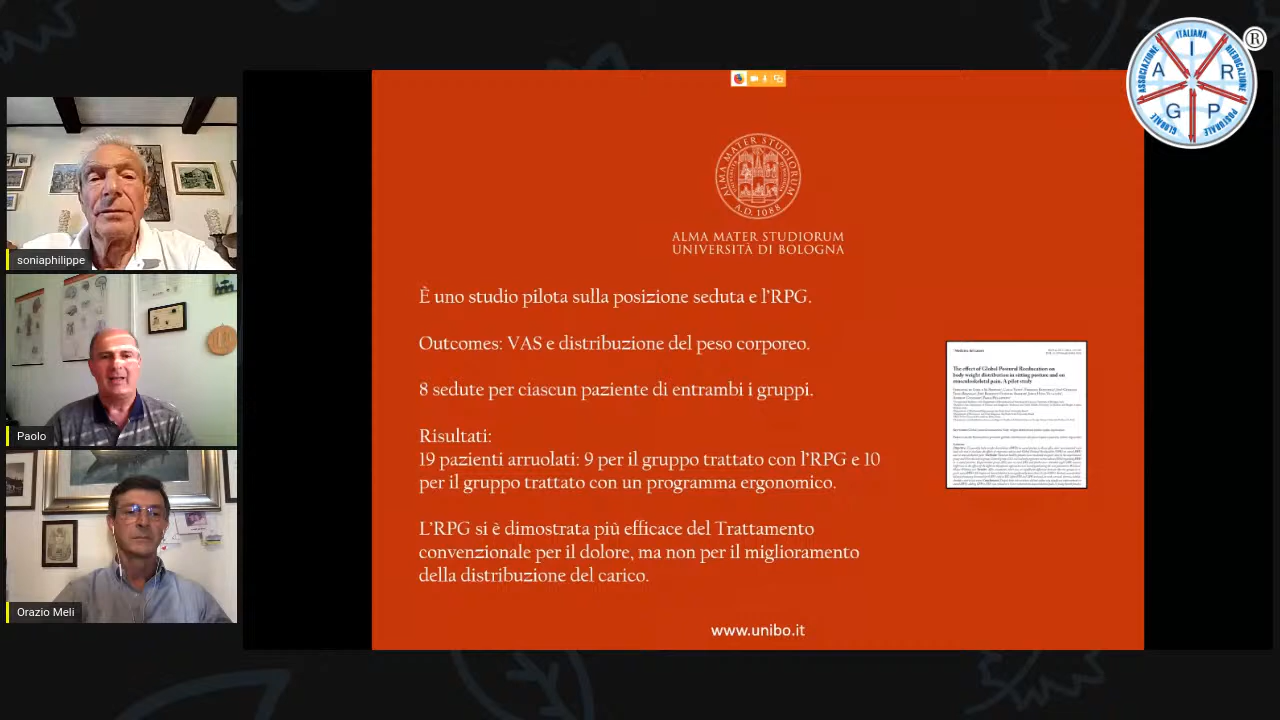 ASSOCIAZIONE ITALIANA RIEDUCAZIONE POSTURALE GLOBALE
A I R
G P
®
ALMA MATER STUDIORUM
A.D. 1088
ALMA MATER STUDIORUM
UNIVERSITÀ DI BOLOGNA
È uno studio pilota sulla posizione seduta e l'RPG.
Outcomes: VAS e distribuzione del peso corporeo.
8 sedute per ciascun paziente di entrambi i gruppi.
Risultati:
19 pazienti arruolati: 9 per il gruppo trattato con l'RPG e 10
per il gruppo trattato con un programma ergonomico.
L'RPG si è dimostrata più efficace del Trattamento
convenzionale per il dolore, ma non per il miglioramento
della distribuzione del carico.
www.unibo.it
The effect of Global Postural Reeducation on
body weight distribution in sitting posture and on
musculoskeletal pain. A pilot study
soniaphilippe
Paolo
Orazio Meli